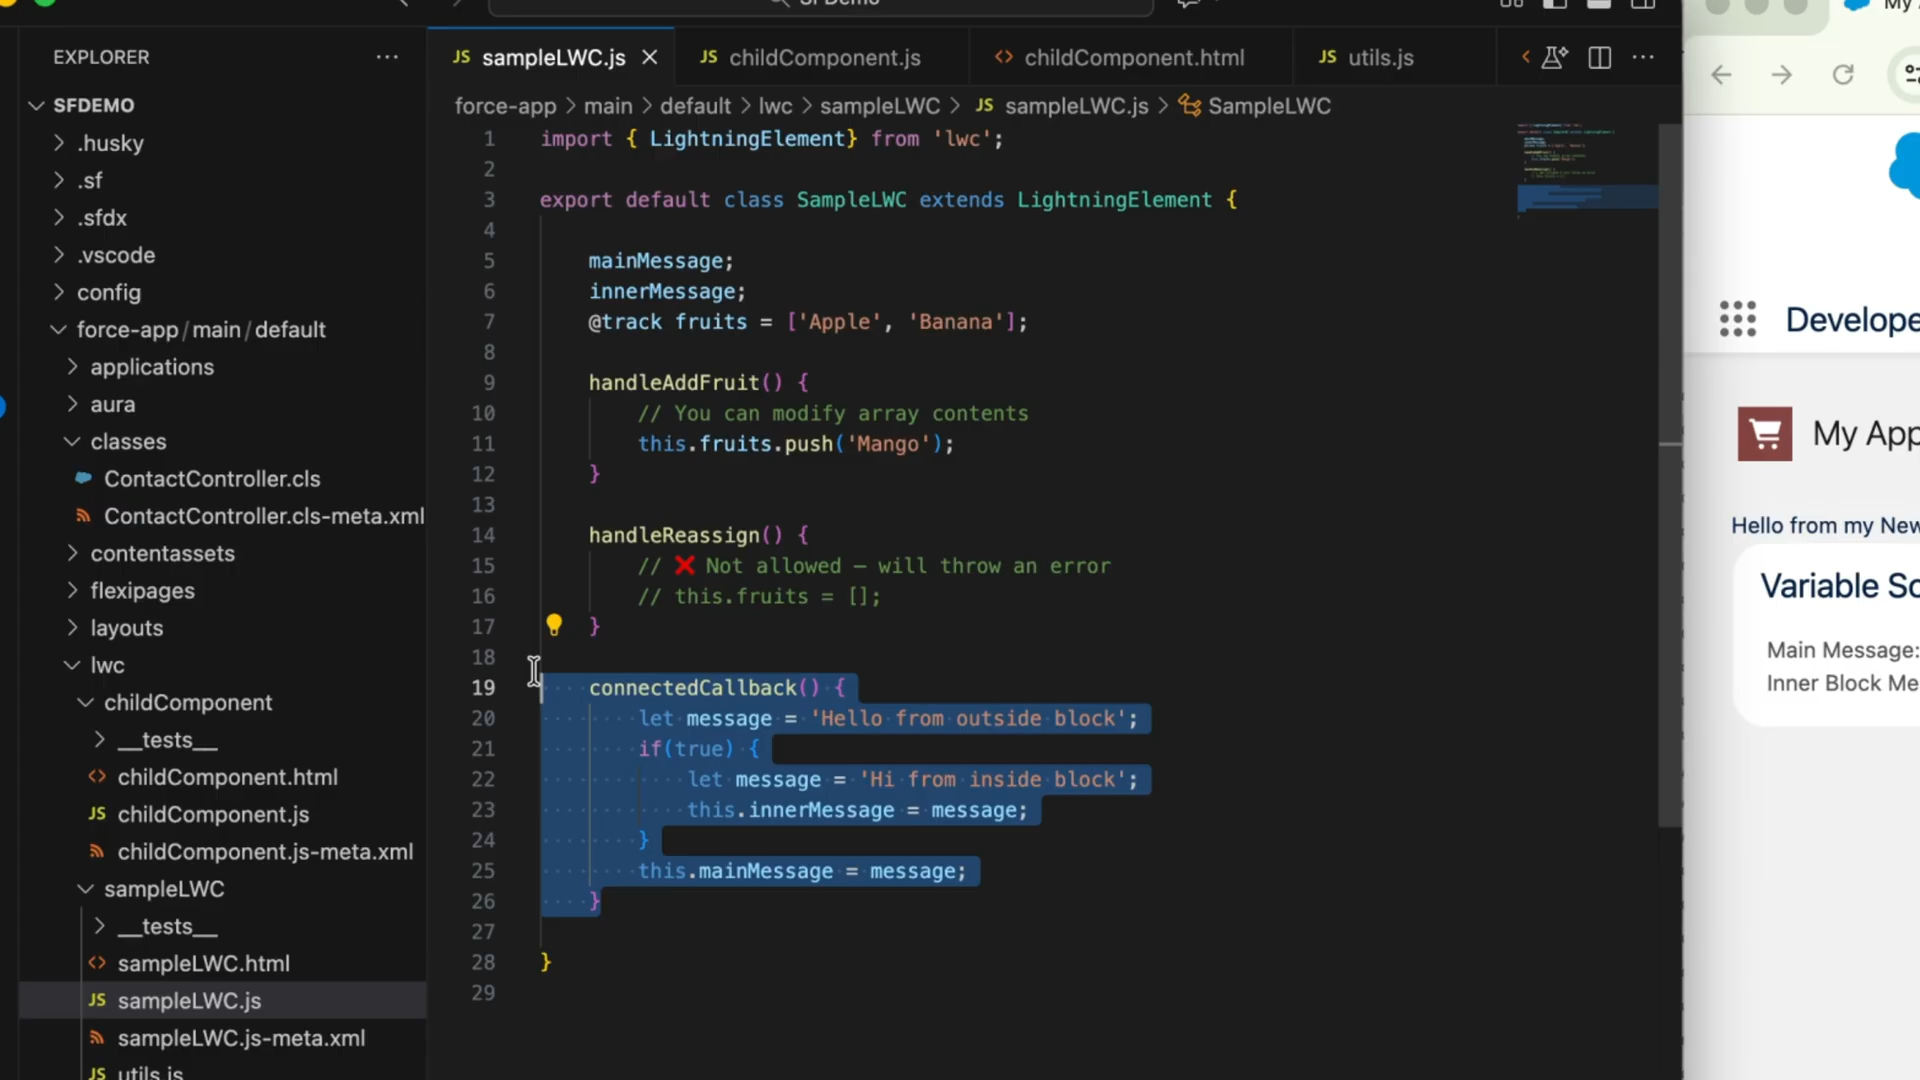 EXPLORER
SFDEMO
.husky
.sf
.sfdx
.vscode
config
force-app/main/default
applications
aura
classes
ContactController.cls
ContactController.cls-meta.xml
contentassets
flexipages
layouts
lwc
childComponent
__tests__
childComponent.html
JS childComponent.js
childComponent.js-meta.xml
sampleLWC
__tests__
sampleLWC.html
JS sampleLWC.js
sampleLWC.js-meta.xml
JS utils.js
JS sampleLWC.js
JS childComponent.js
childComponent.html
JS utils.js
force-app > main > default > lwc > sampleLWC > JS sampleLWC.js > SampleLWC
1 import { LightningElement} from 'lwc';
2
3 export default class SampleLWC extends LightningElement {
4
5 mainMessage;
6 innerMessage;
7 @track fruits = ['Apple', 'Banana'];
8
9 handleAddFruit() {
10 // You can modify array contents
11 this.fruits.push('Mango');
12 }
13
14 handleReassign() {
15 // ❌ Not allowed – will throw an error
16 // this.fruits = [];
17 }
18
19 connectedCallback() {
20 let message = 'Hello from outside block';
21 if(true) {
22 let message = 'Hi from inside block';
23 this.innerMessage = message;
24 }
25 this.mainMessage = message;
26 }
27
28 }
29
My A
Develope
My App
Hello from my New
Variable Sc
Main Message:
Inner Block Me